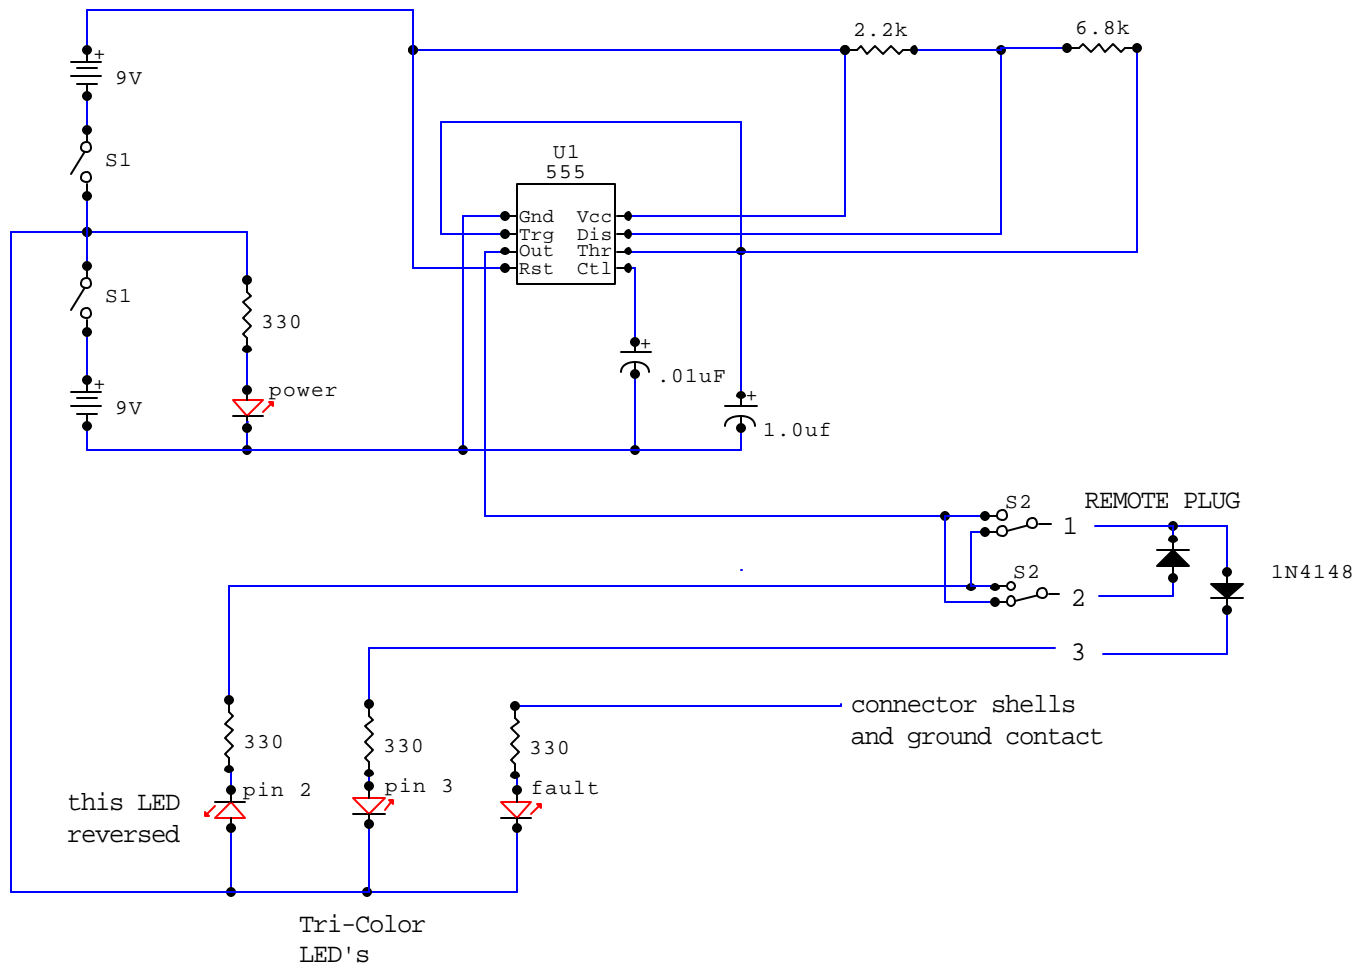 2.2k
6.8k
+
9V
S1
U1
555
Gnd Vcc
Trg Dis
Out Thr
Rst Ctl
S1
330
+
.01uF
+
9V
power
+
1.0uf
S2
REMOTE PLUG
1
S2
1N4148
2
3
connector shells
and ground contact
330
330
330
pin 2
pin 3
fault
this LED
reversed
Tri-Color
LED's